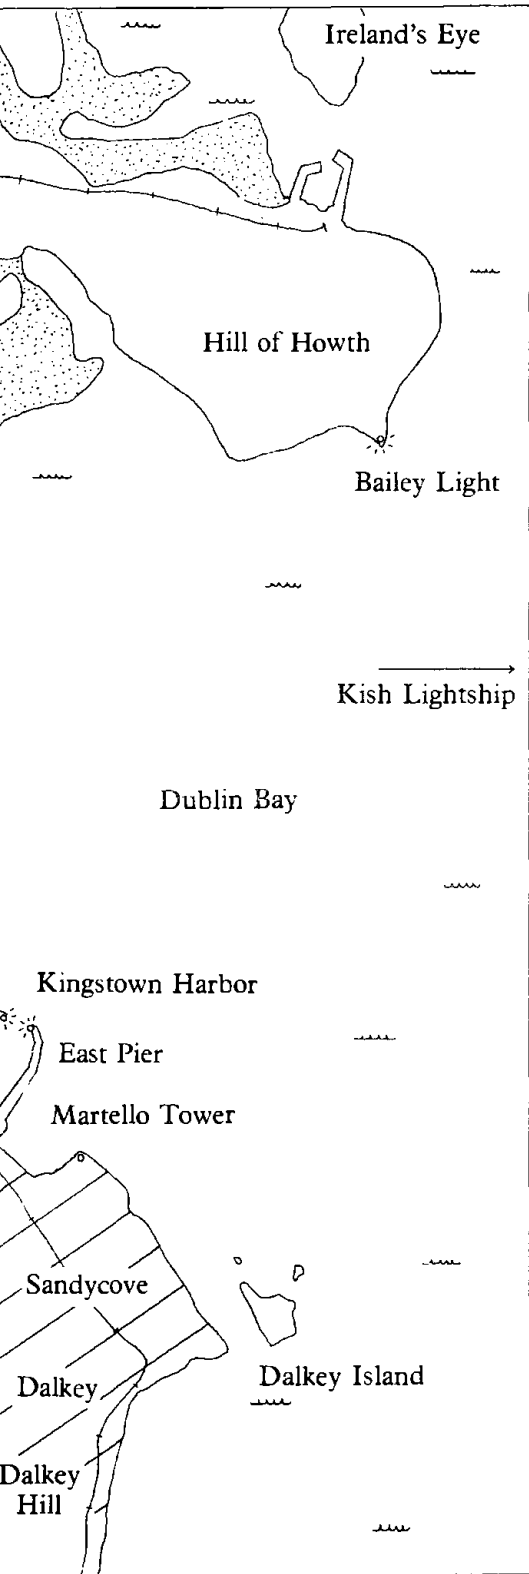 Ireland's Eye
Hill of Howth
Bailey Light
Kish Lightship
Dublin Bay
Kingstown Harbor
East Pier
Martello Tower
Sandycove
Dalkey Island
Dalkey
Dalkey
Hill